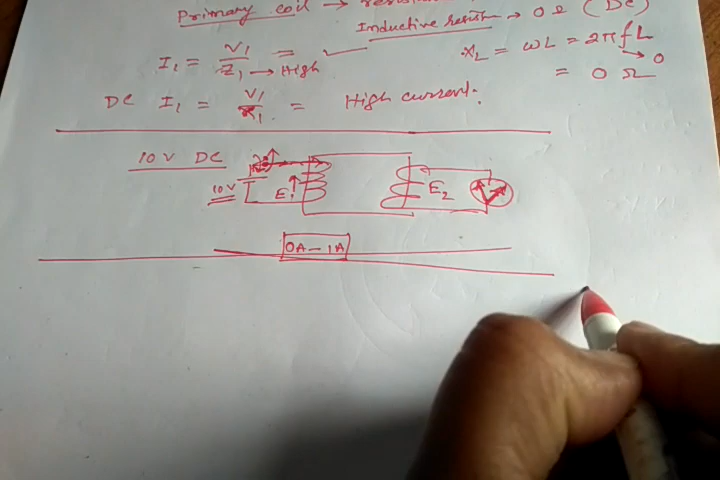 Primary coil →
Inductive → 0 Ω (DC)
I₁ = V₁ / Z₁ → High =
X_L = ωL = 2πfL → 0
= 0 Ω
DC I₁ = V₁ / R₁ = High current.
10 V DC
10V E₁ E₂
0A - 1A